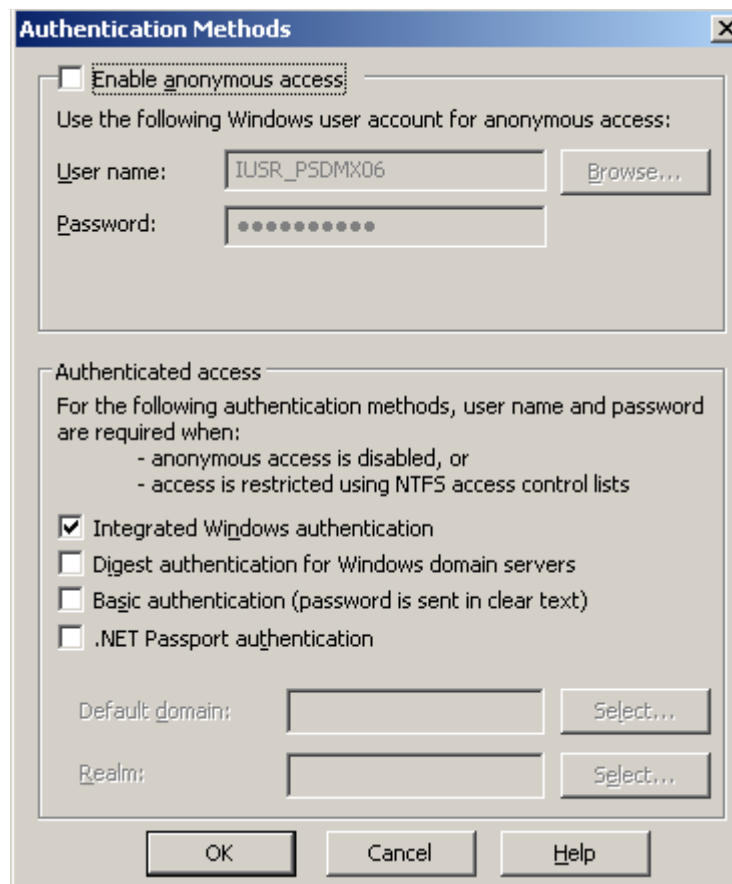 Authentication Methods
Enable anonymous access
Use the following Windows user account for anonymous access:
User name: IUSR_PSDMX06 Browse...
Password: ●●●●●●●●●●
Authenticated access
For the following authentication methods, user name and password
are required when:
- anonymous access is disabled, or
- access is restricted using NTFS access control lists
Integrated Windows authentication
Digest authentication for Windows domain servers
Basic authentication (password is sent in clear text)
.NET Passport authentication
Default domain: Select...
Realm: Select...
OK Cancel Help